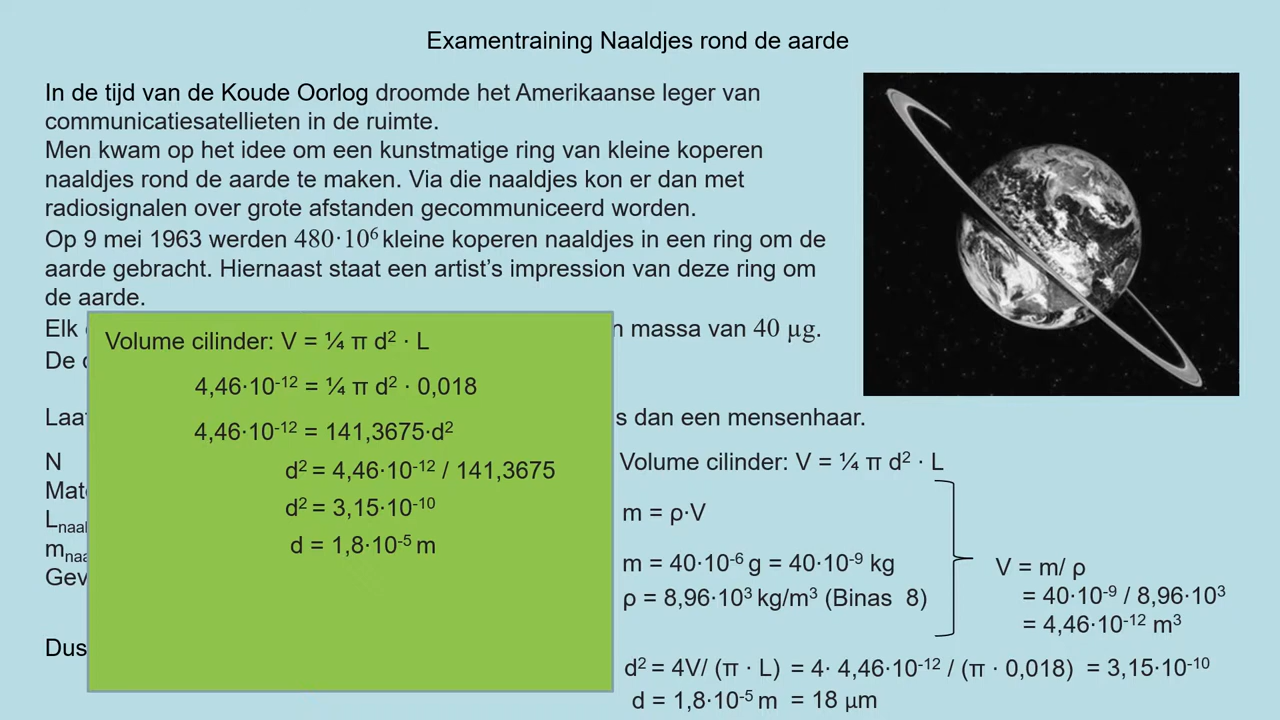 Examentraining Naaldjes rond de aarde
In de tijd van de Koude Oorlog droomde het Amerikaanse leger van
communicatiesatellieten in de ruimte.
Men kwam op het idee om een kunstmatige ring van kleine koperen
naaldjes rond de aarde te maken. Via die naaldjes kon er dan met
radiosignalen over grote afstanden gecommuniceerd worden.
Op 9 mei 1963 werden 480·10⁶ kleine koperen naaldjes in een ring om de
aarde gebracht. Hiernaast staat een artist’s impression van deze ring om
de aarde.
Elk n massa van 40 µg.
De
Laat s dan een mensenhaar.
N
Mate
Lnaal
mnaa
Gev
Dus
Volume cilinder: V = ¼ π d² · L
4,46·10⁻¹² = ¼ π d² · 0,018
4,46·10⁻¹² = 141,3675·d²
d² = 4,46·10⁻¹² / 141,3675
d² = 3,15·10⁻¹⁰
d = 1,8·10⁻⁵ m
Volume cilinder: V = ¼ π d² · L
m = ρ·V
m = 40·10⁻⁶ g = 40·10⁻⁹ kg
ρ = 8,96·10³ kg/m³ (Binas 8)
V = m/ ρ
= 40·10⁻⁹ / 8,96·10³
= 4,46·10⁻¹² m³
d² = 4V/ (π · L) = 4· 4,46·10⁻¹² / (π · 0,018) = 3,15·10⁻¹⁰
d = 1,8·10⁻⁵ m = 18 µm